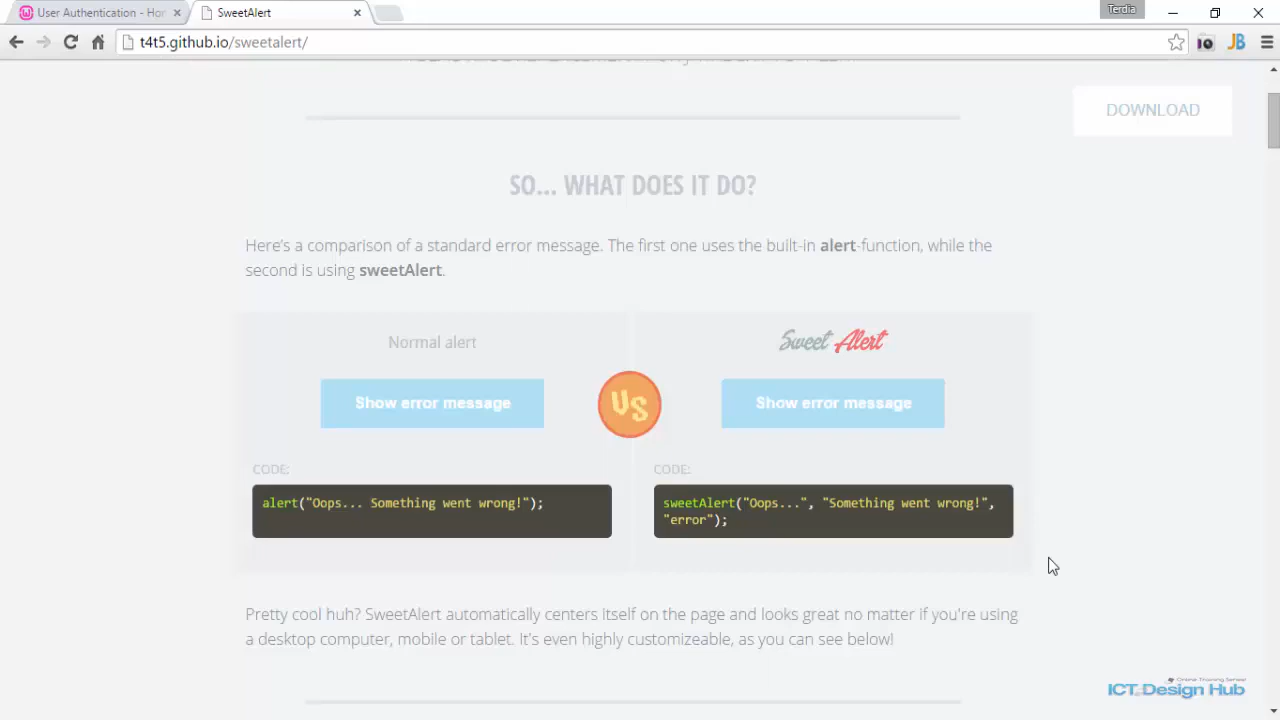 User Authentication - Hon
SweetAlert
Terdia
t4t5.github.io/sweetalert/
DOWNLOAD
SO... WHAT DOES IT DO?
Here's a comparison of a standard error message. The first one uses the built-in alert-function, while the
second is using sweetAlert.
Normal alert
Sweet Alert
Show error message
VS
Show error message
CODE:
CODE:
alert("Oops... Something went wrong!");
sweetAlert("Oops...", "Something went wrong!",
"error");
Pretty cool huh? SweetAlert automatically centers itself on the page and looks great no matter if you're using
a desktop computer, mobile or tablet. It's even highly customizeable, as you can see below!
Online Training Center
ICT Design Hub